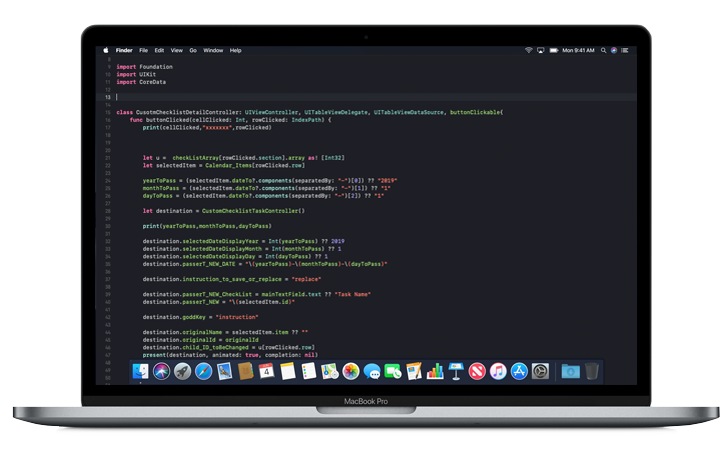 Finder File Edit View Go Window Help Mon 9:41 AM
8
9 import Foundation
10 import UIKit
11 import CoreData
12
13
14
15 class CusotmChecklistDetailController: UIViewController, UITableViewDelegate, UITableViewDataSource, buttonClickable{
16 func buttonClicked(cellClicked: Int, rowClicked: IndexPath) {
17 print(cellClicked,"xxxxxxx",rowClicked)
18
19
20
21 let u = checkListArray[rowClicked.section].array as! [Int32]
22 let selectedItem = Calendar_Items[rowClicked.row]
23
24 yearToPass = (selectedItem.dateTo?.components(separatedBy: "-")[0]) ?? "2019"
25 monthToPass = (selectedItem.dateTo?.components(separatedBy: "-")[1]) ?? "1"
26 dayToPass = (selectedItem.dateTo?.components(separatedBy: "-")[2]) ?? "1"
27
28 let destination = CustomChecklistTaskController()
29
30 print(yearToPass,monthToPass,dayToPass)
31
32 destination.selectedDateDisplayYear = Int(yearToPass) ?? 2019
33 destination.selectedDateDisplayMonth = Int(monthToPass) ?? 1
34 destination.selectedDateDisplayDay = Int(dayToPass) ?? 1
35 destination.passerT_NEW_DATE = "\(yearToPass)-\(monthToPass)-\(dayToPass)"
36
37 destination.instruction_to_save_or_replace = "replace"
38
39 destination.passerT_NEW_CheckList = mainTextField.text ?? "Task Name"
40 destination.passerT_NEW = "\(selectedItem.id)"
41
42 destination.goddKey = "instruction"
43
44 destination.originalName = selectedItem.item ?? ""
45 destination.originalId = originalId
46 destination.child_ID_toBeChanged = u[rowClicked.row]
47 present(destination, animated: true, completion: nil)
48
49
50
4
MacBook Pro